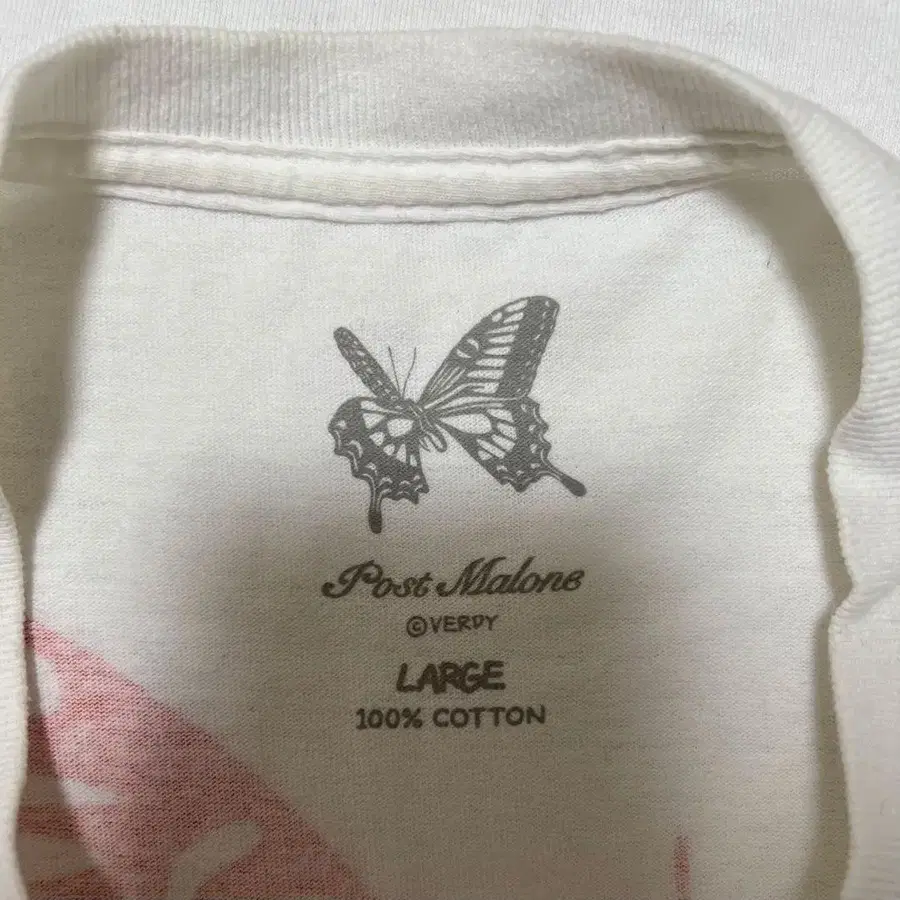 Post Malone
©VERDY
LARGE
100% COTTON